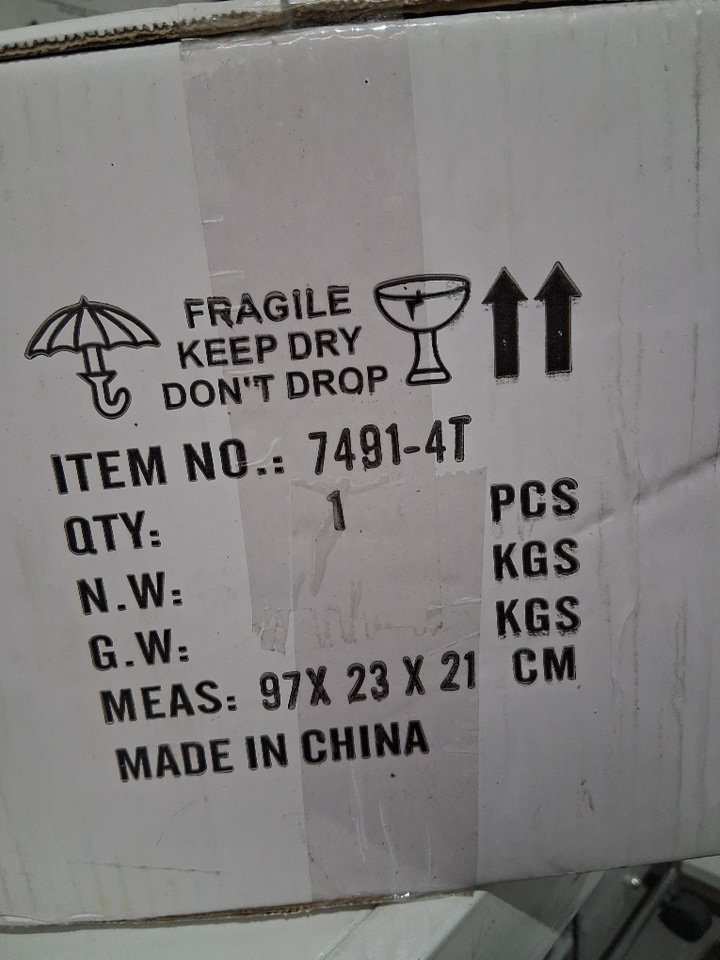 FRAGILE
KEEP DRY
DON'T DROP
ITEM NO.: 7491-4T
QTY: 1 PCS
N.W: KGS
G.W: KGS
MEAS: 97X 23 X 21 CM
MADE IN CHINA